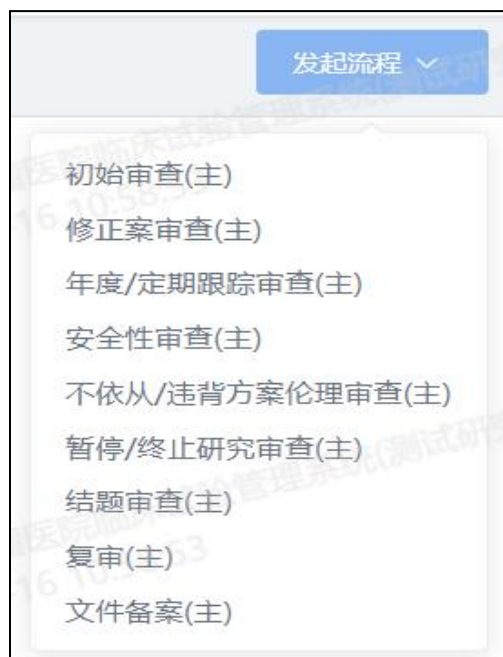 发起流程
初始审查(主)
修正案审查(主)
年度/定期跟踪审查(主)
安全性审查(主)
不依从/违背方案伦理审查(主)
暂停/终止研究审查(主)
结题审查(主)
复审(主)
文件备案(主)